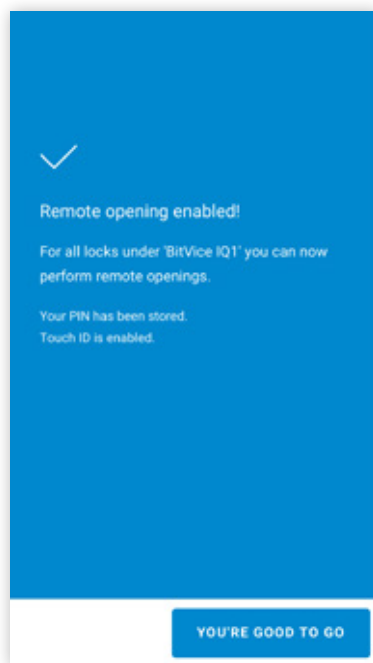 Remote opening enabled!
For all locks under 'BitVice IQ1' you can now
perform remote openings.
Your PIN has been stored.
Touch ID is enabled.
YOU'RE GOOD TO GO